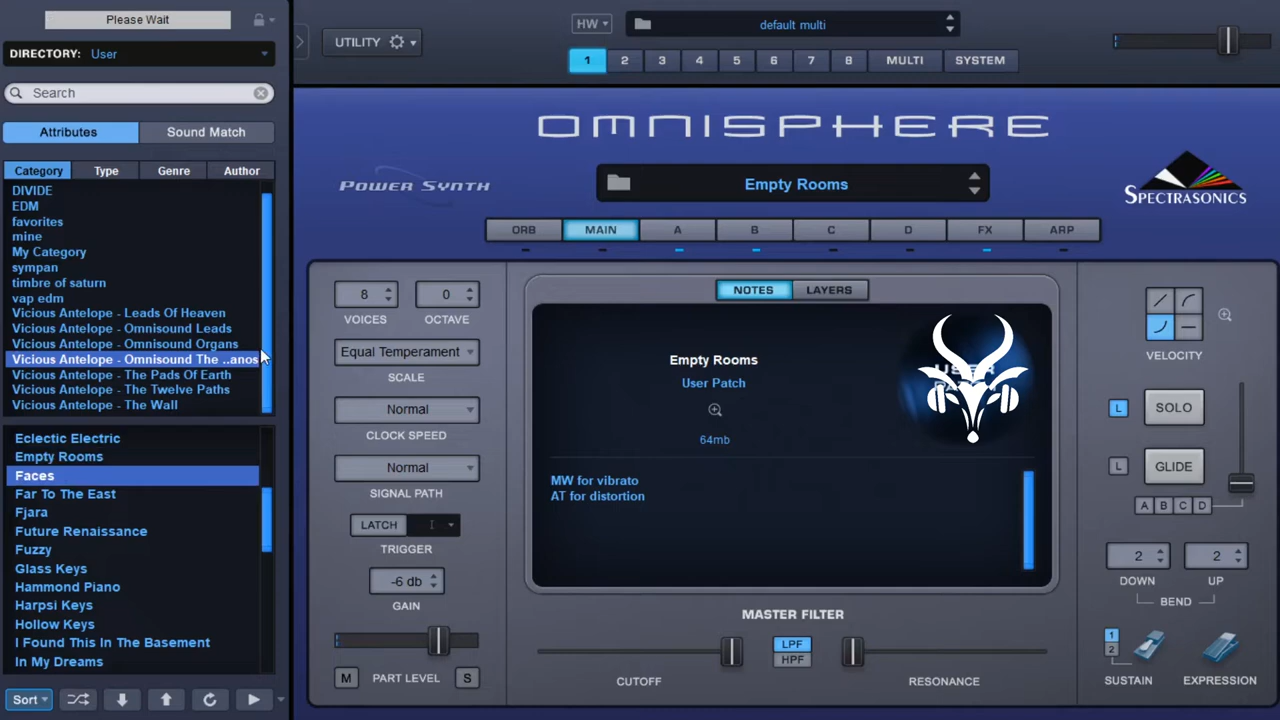 Please Wait
DIRECTORY: User
Search
Attributes
Sound Match
Category
Type
Genre
Author
DIVIDE
EDM
favorites
mine
My Category
sympan
timbre of saturn
vap edm
Vicious Antelope - Leads Of Heaven
Vicious Antelope - Omnisound Leads
Vicious Antelope - Omnisound Organs
Vicious Antelope - Omnisound The ..anos
Vicious Antelope - The Pads Of Earth
Vicious Antelope - The Twelve Paths
Vicious Antelope - The Wall
Eclectic Electric
Empty Rooms
Faces
Far To The East
Fjara
Future Renaissance
Fuzzy
Glass Keys
Hammond Piano
Harpsi Keys
Hollow Keys
I Found This In The Basement
In My Dreams
Sort
UTILITY
HW
default multi
1 2 3 4 5 6 7 8 MULTI SYSTEM
OMNISPHERE
POWER SYNTH
Empty Rooms
SPECTRASONICS
ORB MAIN A B C D FX ARP
8
VOICES
0
OCTAVE
Equal Temperament
SCALE
Normal
CLOCK SPEED
Normal
SIGNAL PATH
LATCH
TRIGGER
-6 db
GAIN
M PART LEVEL S
NOTES LAYERS
Empty Rooms
User Patch
64mb
USER
MW for vibrato
AT for distortion
MASTER FILTER
LPF
HPF
CUTOFF
RESONANCE
VELOCITY
L SOLO
L GLIDE
A B C D
2
DOWN
2
UP
BEND
1
2
SUSTAIN
EXPRESSION